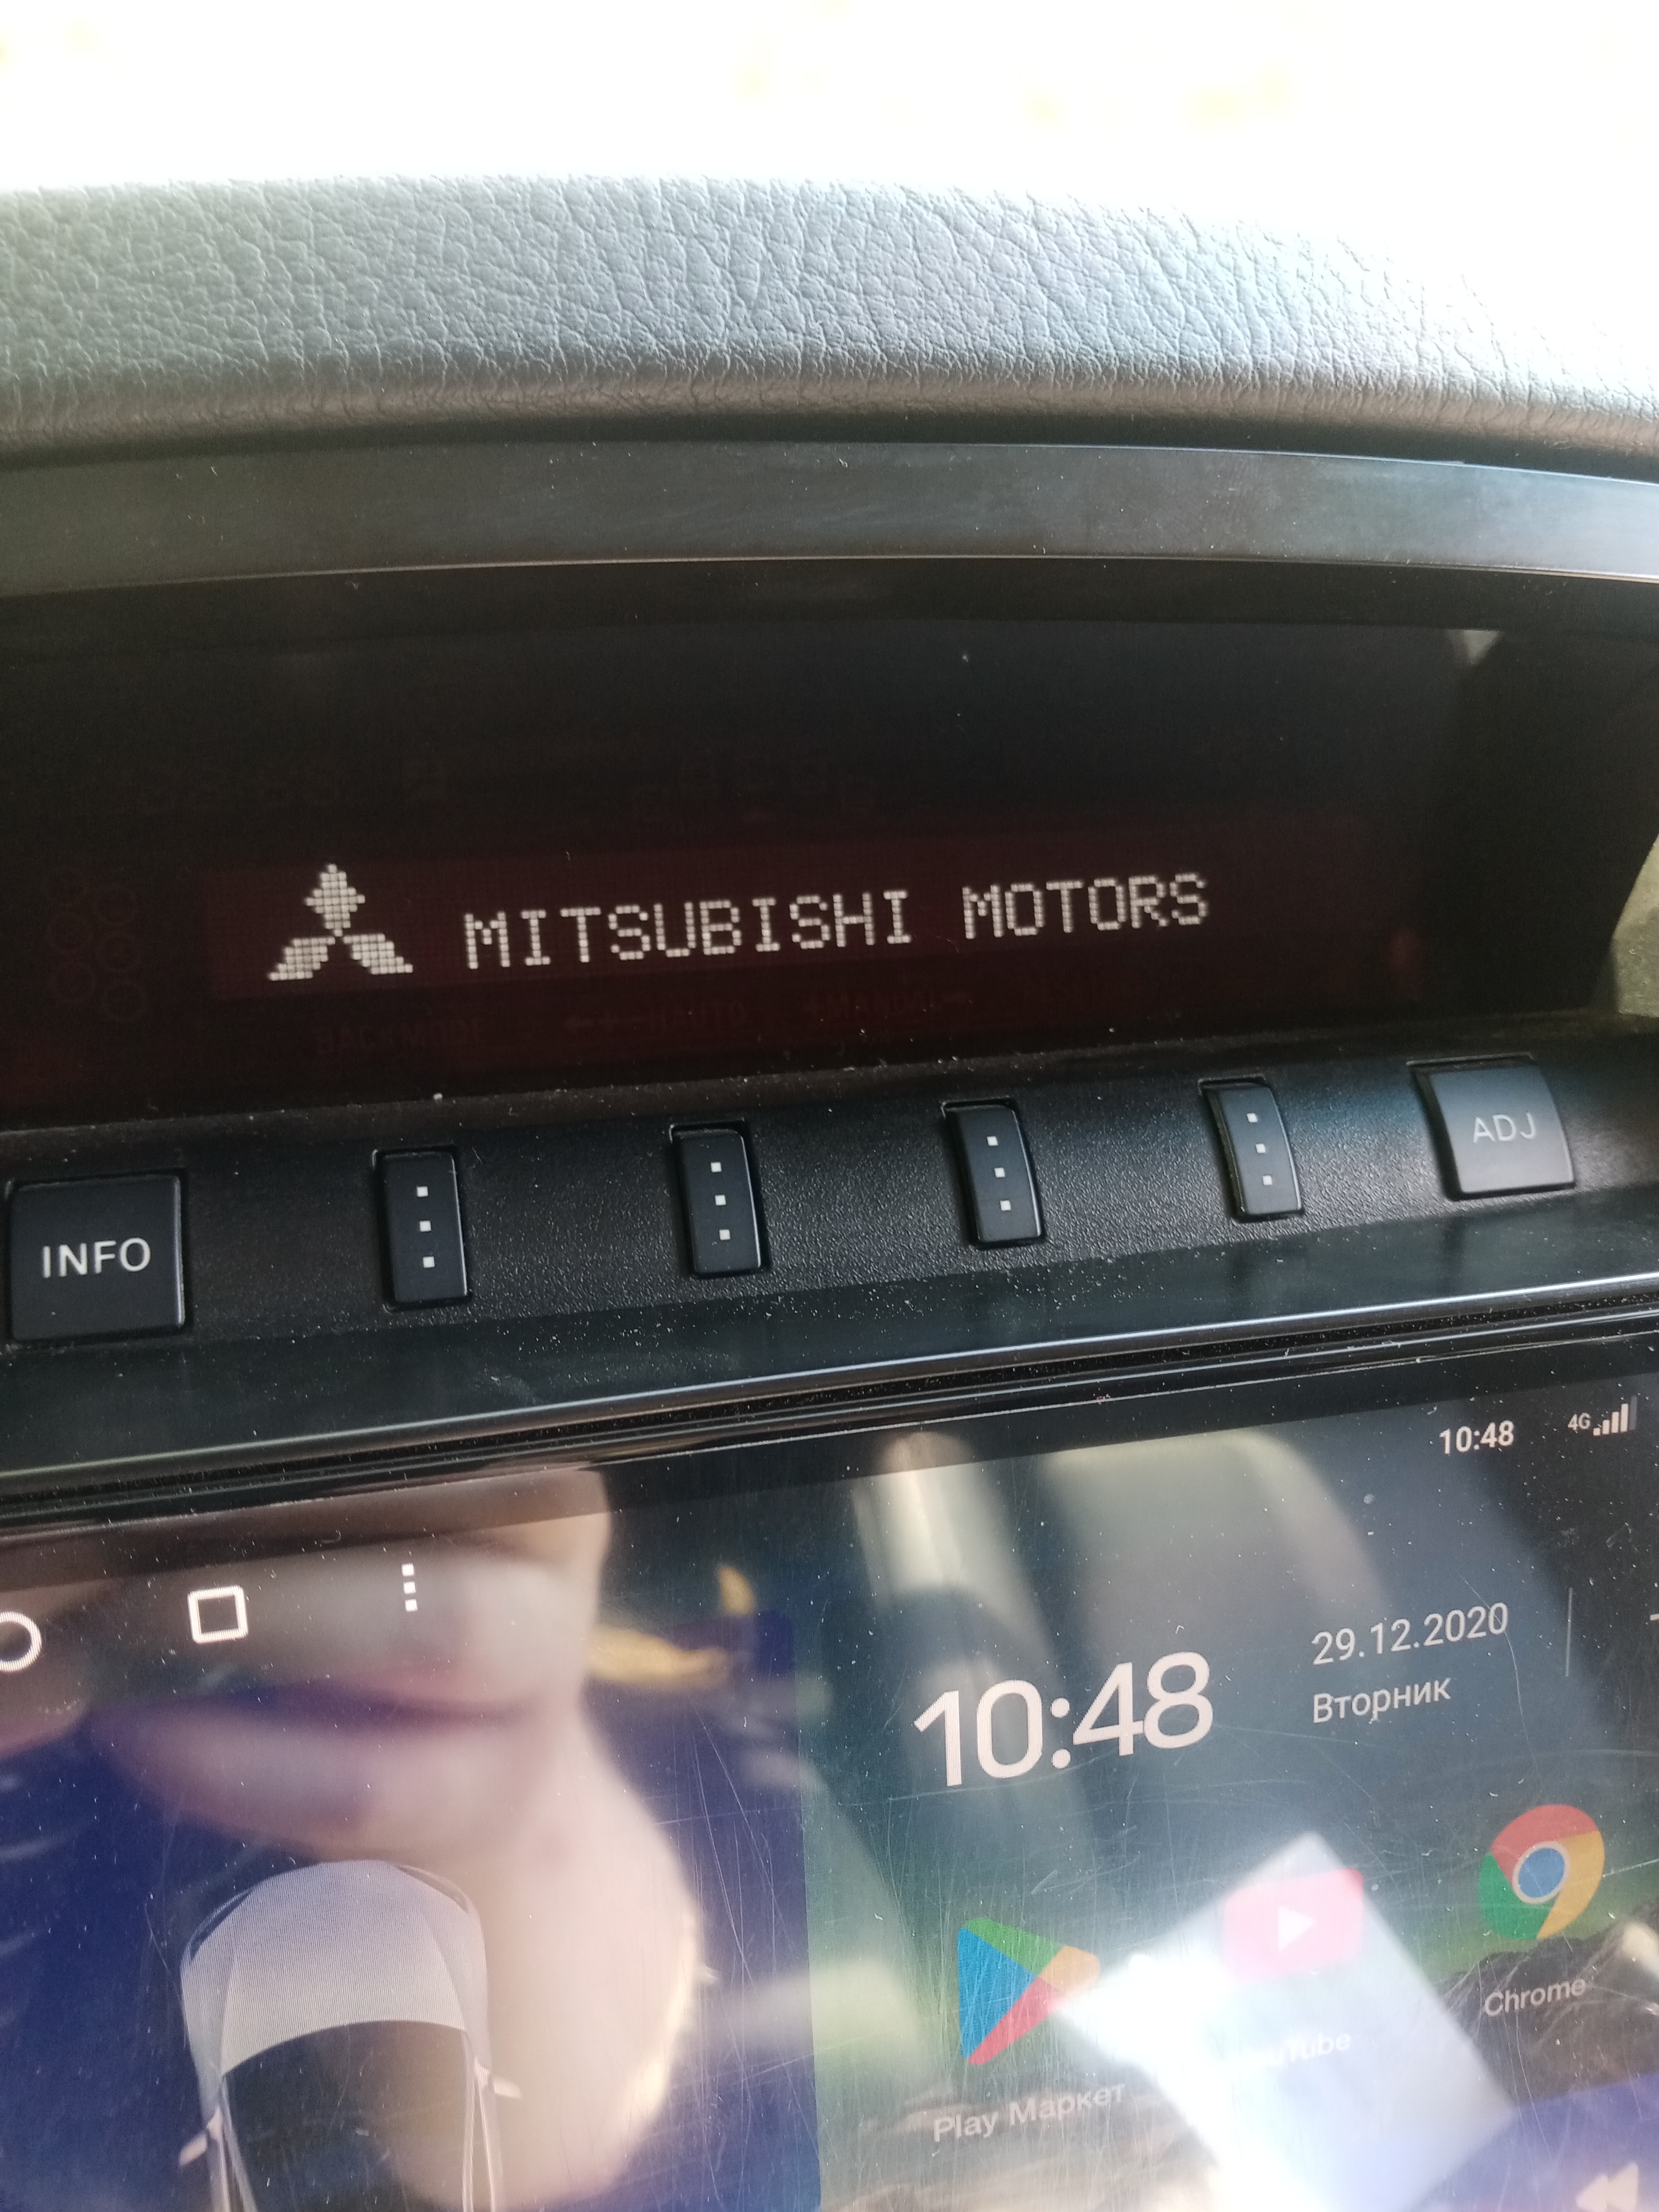 MITSUBISHI MOTORS
INFO
ADJ
10:48
4G
10:48
29.12.2020
Вторник
Chrome
Play Маркет